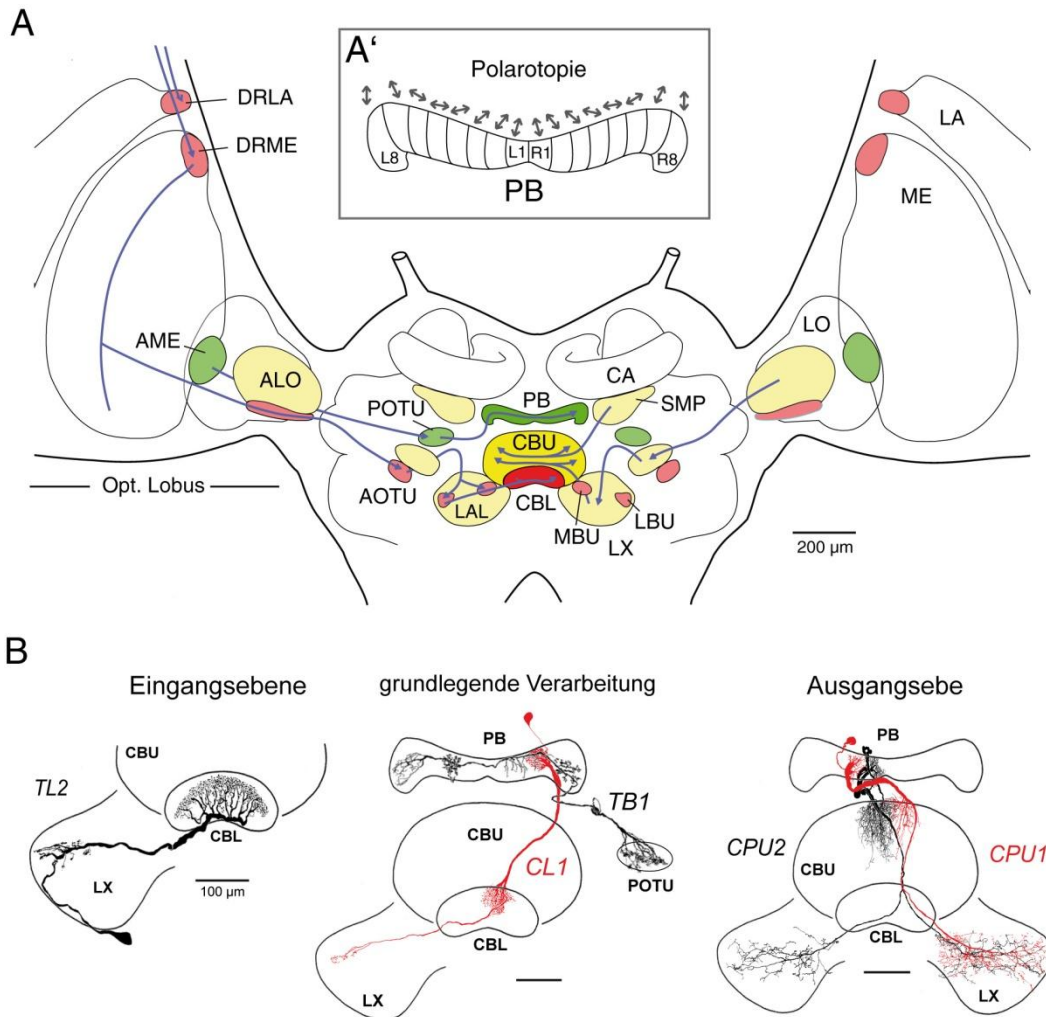 A
A'
Polarotopie
L8
L1
R1
R8
PB
DRLA
DRME
LA
ME
AME
ALO
LO
POTU
PB
CA
SMP
CBU
AOTU
LAL
CBL
MBU
LBU
LX
Opt. Lobus
200 µm
B
Eingangsebene
grundlegende Verarbeitung
Ausgangsebe
CBU
TL2
CBL
LX
100 µm
PB
TB1
CBU
CL1
POTU
CBL
LX
PB
CPU2
CBU
CPU1
CBL
LX